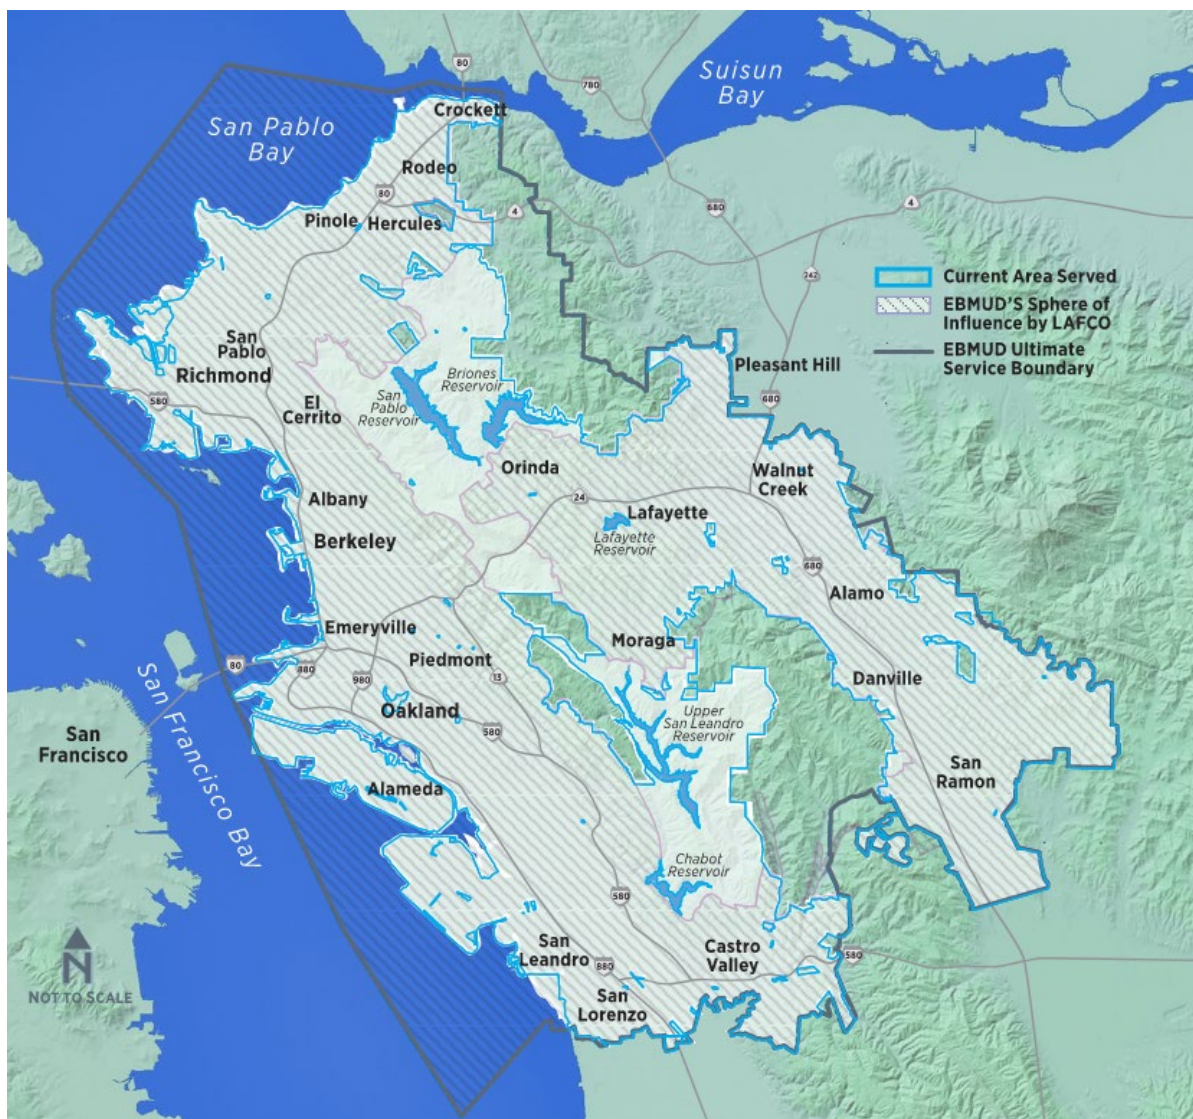 80
780
Suisun
Bay
Crockett
San Pablo
Bay
Rodeo
80
Pinole
Hercules
4
680
4
242
Current Area Served
EBMUD'S Sphere of
Influence by LAFCO
EBMUD Ultimate
Service Boundary
San
Pablo
Richmond
580
El
Cerrito
San
Pablo
Reservoir
Briones
Reservoir
Pleasant Hill
680
Orinda
24
Walnut
Creek
Albany
Lafayette
Lafayette
Reservoir
Berkeley
680
Alamo
Emeryville
Moraga
Piedmont
80
880
980
13
Danville
Oakland
580
Upper
San Leandro
Reservoir
San
Francisco
San Francisco Bay
San
Ramon
Alameda
Chabot
Reservoir
580
N
NOT TO SCALE
San
Leandro
880
Castro
Valley
580
San
Lorenzo